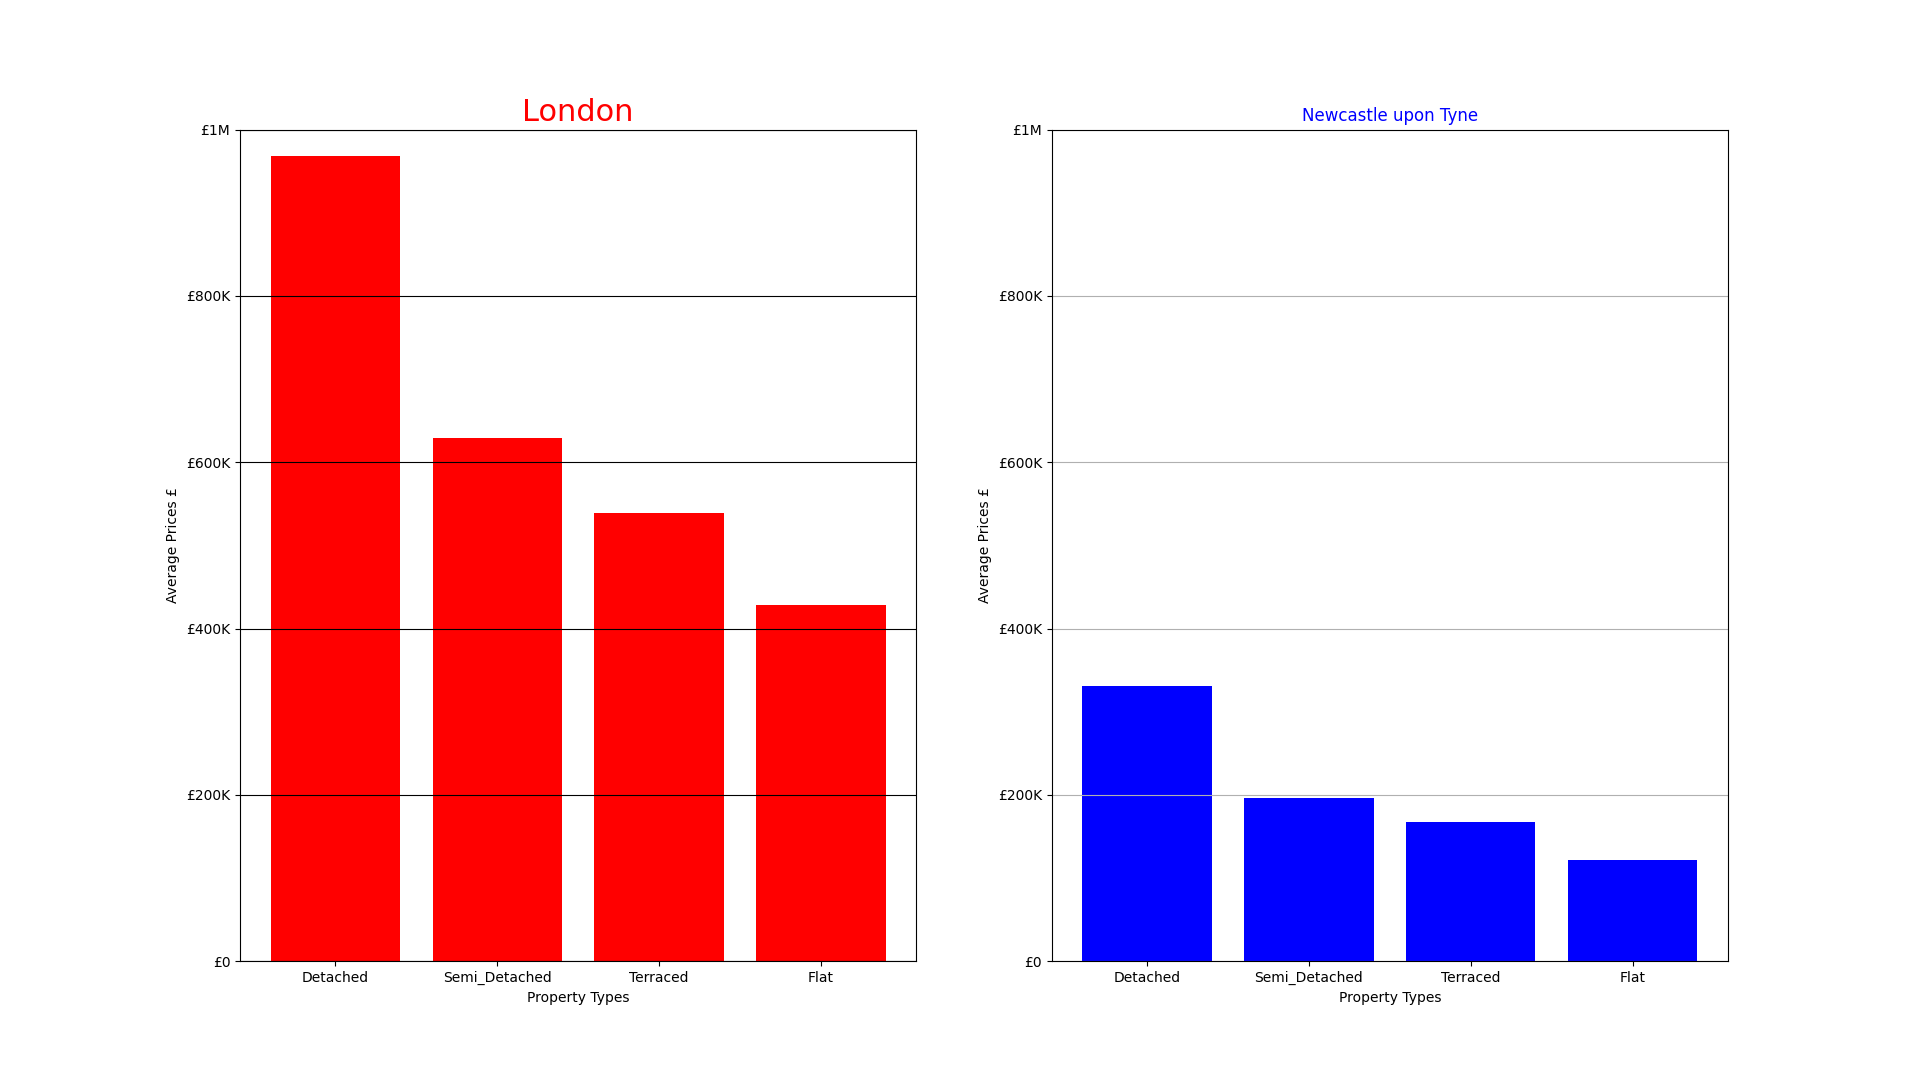 London
£1M
£800K
£600K
£400K
£200K
£0
Average Prices £
Detached Semi_Detached Terraced Flat
Property Types
Newcastle upon Tyne
£1M
£800K
£600K
£400K
£200K
£0
Average Prices £
Detached Semi_Detached Terraced Flat
Property Types